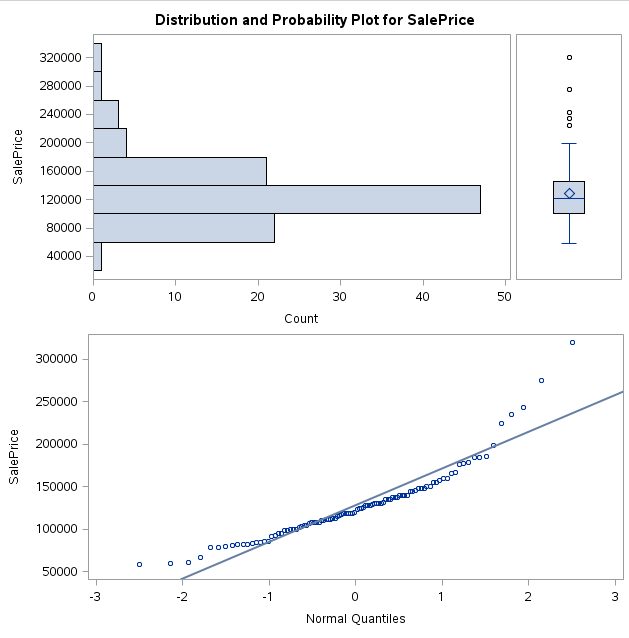 Distribution and Probability Plot for SalePrice
SalePrice
320000
280000
240000
200000
160000
120000
80000
40000
0 10 20 30 40 50
Count
SalePrice
300000
250000
200000
150000
100000
50000
-3 -2 -1 0 1 2 3
Normal Quantiles